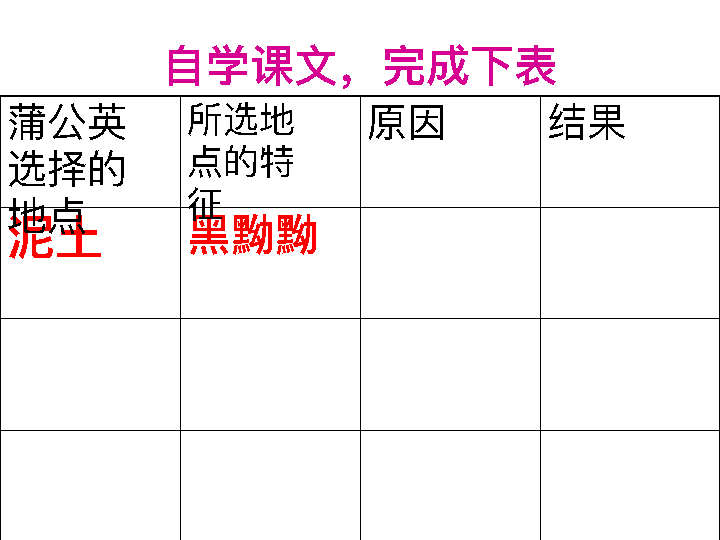 自学课文，完成下表
蒲公英
选择的
地点
所选地
点的特
征
原因
结果
泥土
黑黝黝